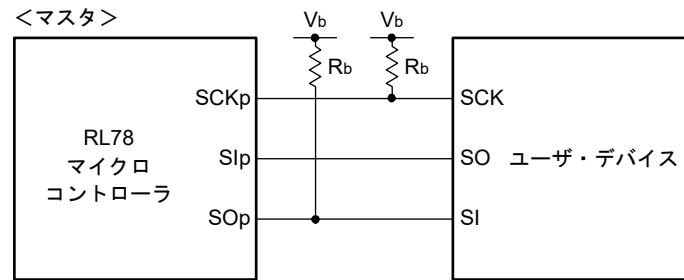 <マスタ>
Vb
Vb
Rb
Rb
SCKp
SCK
RL78
マイクロ
コントローラ
SIp
SO
ユーザ・デバイス
SOp
SI